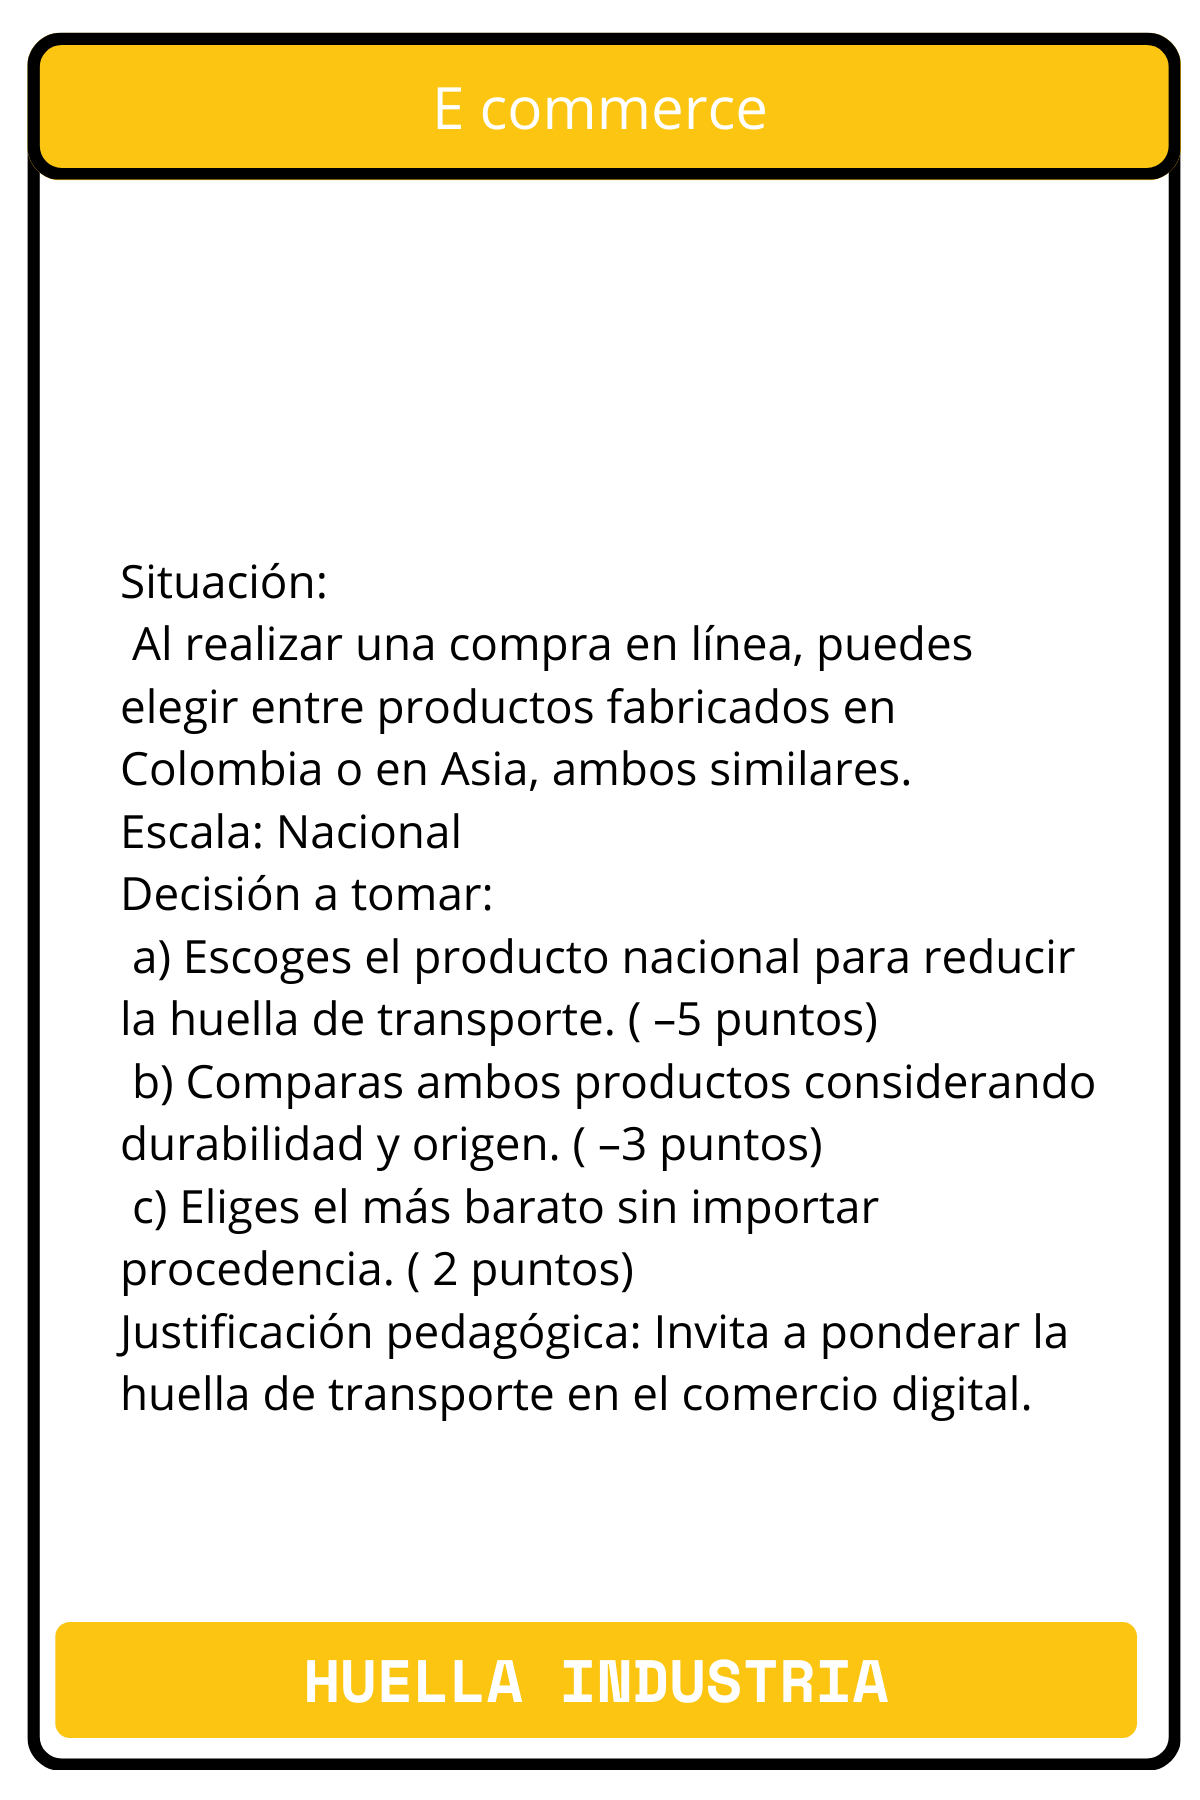 E commerce
Situación:
Al realizar una compra en línea, puedes
elegir entre productos fabricados en
Colombia o en Asia, ambos similares.
Escala: Nacional
Decisión a tomar:
a) Escoges el producto nacional para reducir
la huella de transporte. ( –5 puntos)
b) Comparas ambos productos considerando
durabilidad y origen. ( –3 puntos)
c) Eliges el más barato sin importar
procedencia. ( 2 puntos)
Justificación pedagógica: Invita a ponderar la
huella de transporte en el comercio digital.
HUELLA INDUSTRIA